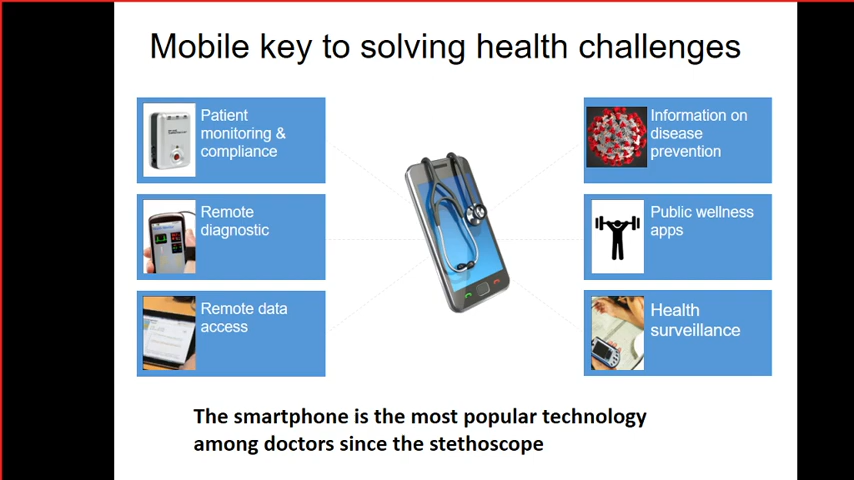 Mobile key to solving health challenges
Patient
monitoring &
compliance
Remote
diagnostic
Remote data
access
Information on
disease
prevention
Public wellness
apps
Health
surveillance
The smartphone is the most popular technology
among doctors since the stethoscope